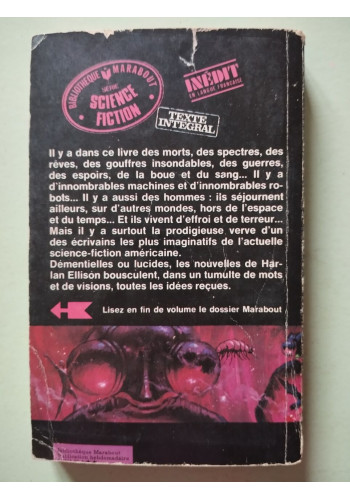 BIBLIOTHÈQUE MARABOUT
SCIENCE
FICTION
INÉDIT
EN LANGUE FRANÇAISE
TEXTE
INTÉGRAL
Il y a dans ce livre des morts, des spectres, des
rêves, des gouffres insondables, des guerres,
des espoirs, de la boue et du sang... Il y a
d'innombrables machines et d'innombrables ro-
bots... Il y a aussi des hommes : ils séjournent
ailleurs, sur d'autres mondes, hors de l'espace
et du temps... Et ils vivent d'effroi et de terreur...
Mais il y a surtout la prodigieuse verve d'un
des écrivains les plus imaginatifs de l'actuelle
science-fiction américaine.
Démentielles ou lucides, les nouvelles de Har-
lan Ellison bousculent, dans un tumulte de mots
et de visions, toutes les idées reçues.
Lisez en fin de volume le dossier Marabout
Bibliothèque Marabout